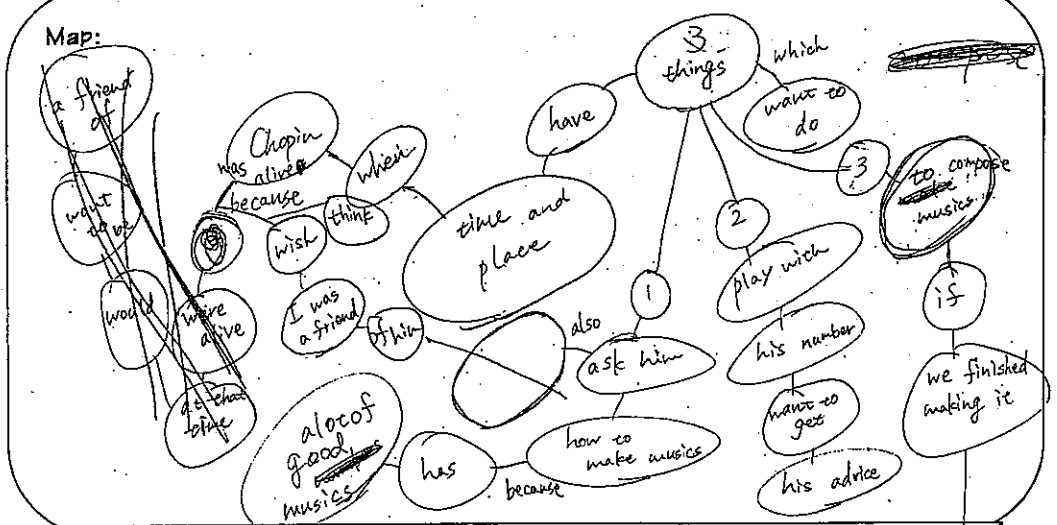 Map:
3
things
which
want to
do
have
time and
place
when
Chopin
was
alive
because
think
wish
I was
a friend
of him
a friend
of
want
to be
would
were
alive
at that
time
1
also
ask him
how to
make musics
because
has
a lot of
good
musics
2
play with
his number
want to
get
his advice
3
to compose
musics
if
we finished
making it